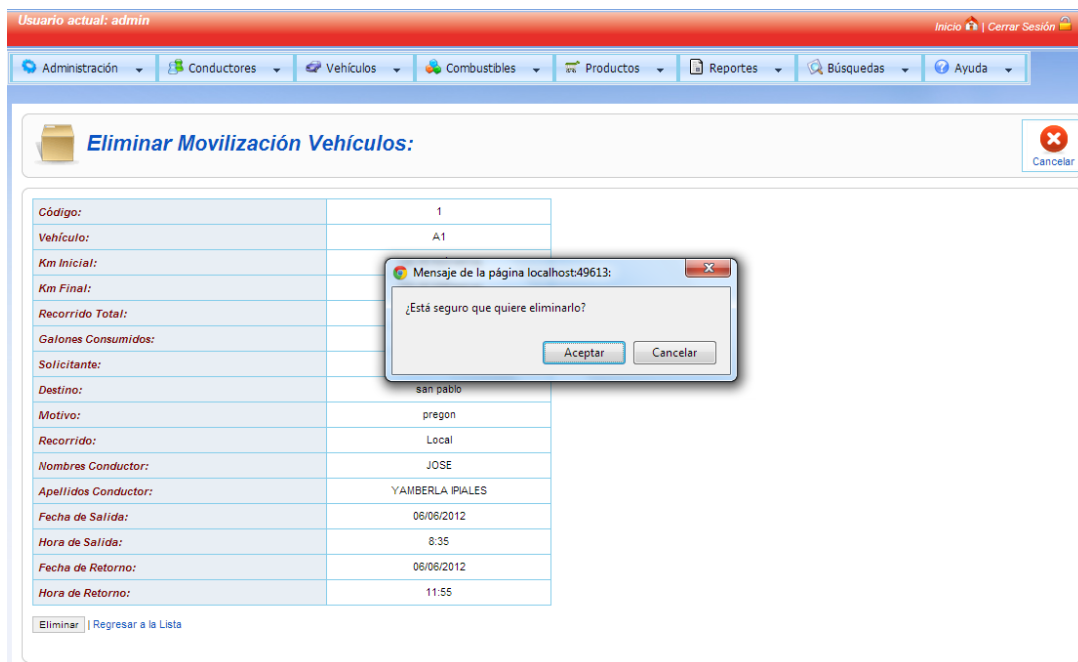 Usuario actual: admin
Inicio | Cerrar Sesión
Administración Conductores Vehículos Combustibles Productos Reportes Búsquedas Ayuda
Eliminar Movilización Vehículos:
Cancelar
Código: 1
Vehículo: A1
Km Inicial:
Km Final:
Recorrido Total:
Galones Consumidos:
Solicitante:
Mensaje de la página localhost:49613:
¿Está seguro que quiere eliminarlo?
Aceptar Cancelar
Destino: san pablo
Motivo: pregon
Recorrido: Local
Nombres Conductor: JOSE
Apellidos Conductor: YAMBERLA IPIALES
Fecha de Salida: 06/06/2012
Hora de Salida: 8:35
Fecha de Retorno: 06/06/2012
Hora de Retorno: 11:55
Eliminar | Regresar a la Lista